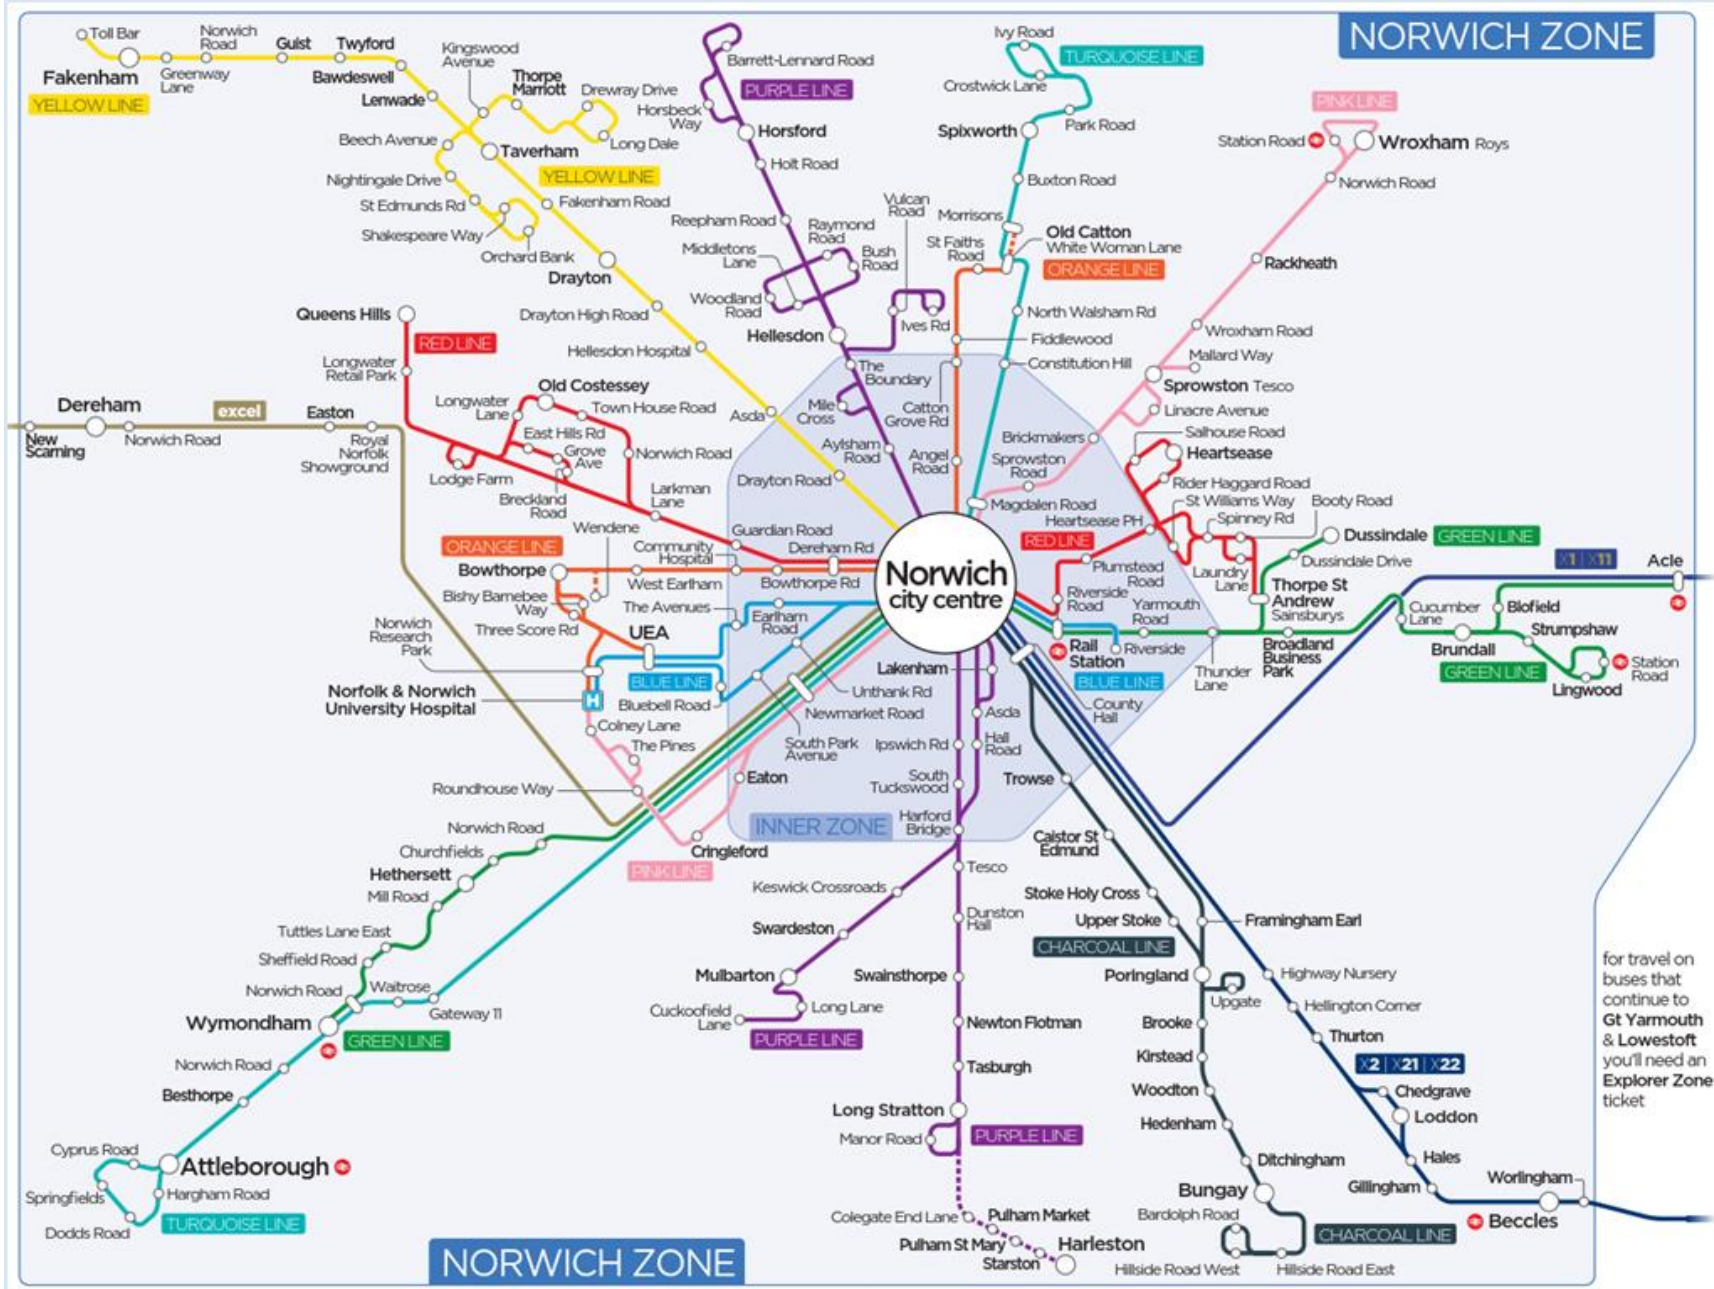 NORWICH ZONE
Toll Bar
Norwich
Road
Guist
Twyford
Fakenham
Greenway
Lane
Bawdeswell
YELLOW LINE
Lenwade
Kingswood
Avenue
Thorpe
Marriott
Drewray Drive
Long Dale
Beech Avenue
Taverham
YELLOW LINE
Nightingale Drive
St Edmunds Rd
Shakespeare Way
Orchard Bank
Fakenham Road
Drayton
Drayton High Road
Hellesdon Hospital
Asda
Drayton Road
Barrett-Lennard Road
PURPLE LINE
Horsbeck
Way
Horsford
Holt Road
Reepham Road
Raymond
Road
Middletons
Lane
Bush
Road
Woodland
Road
Vulcan
Road
Ives Rd
Hellesdon
The
Boundary
Mile
Cross
Aylsham
Road
Ivy Road
TURQUOISE LINE
Crostwick Lane
Park Road
Spixworth
Buxton Road
Morrisons
Old Catton
White Woman Lane
St Faiths
Road
ORANGE LINE
North Walsham Rd
Fiddlewood
Constitution Hill
Catton
Grove Rd
Angel
Road
Magdalen Road
PINK LINE
Station Road
Wroxham Roys
Norwich Road
Rackheath
Wroxham Road
Mallard Way
Sprowston Tesco
Linacre Avenue
Brickmakers
Sprowston
Road
Salhouse Road
Heartsease
Rider Haggard Road
St Williams Way
Booty Road
Spinney Rd
Heartsease PH
RED LINE
Plumstead
Road
Laundry
Lane
Riverside
Road
Dussindale
GREEN LINE
Dussindale Drive
Thorpe St
Andrew
Sainsburys
Yarmouth
Road
Rail
Station
Riverside
BLUE LINE
Thunder
Lane
Broadland
Business
Park
X1 | X11
Acle
Cucumber
Lane
Blofield
Brundall
Strumpshaw
GREEN LINE
Station
Road
Lingwood
Queens Hills
RED LINE
Longwater
Retail Park
Old Costessey
Longwater
Lane
Town House Road
East Hills Rd
Grove
Ave
Norwich Road
Lodge Farm
Breckland
Road
Larkman
Lane
Guardian Road
Dereham Rd
Dereham
excel
Easton
New
Scarning
Norwich Road
Royal
Norfolk
Showground
Wendene
ORANGE LINE
Community
Hospital
Bowthorpe
West Earlham
Bowthorpe Rd
Bishy Barnebee
Way
Three Score Rd
The Avenues
Earlham
Road
UEA
Norwich
Research
Park
BLUE LINE
Norfolk & Norwich
University Hospital
H
Bluebell Road
Unthank Rd
Newmarket Road
South Park
Avenue
Colney Lane
The Pines
Roundhouse Way
Eaton
Cringleford
PINK LINE
Norwich
city centre
INNER ZONE
Lakenham
Asda
Ipswich Rd
Hall
Road
South
Tuckswood
Harford
Bridge
County
Hall
Trowse
Norwich Road
Churchfields
Hethersett
Mill Road
Tuttles Lane East
Sheffield Road
Norwich Road
Waitrose
Gateway 11
Wymondham
GREEN LINE
Norwich Road
Besthorpe
Cyprus Road
Attleborough
Springfields
Hargham Road
Dodds Road
TURQUOISE LINE
Keswick Crossroads
Swardeston
Mulbarton
Cuckoofield
Lane
Long Lane
PURPLE LINE
Tesco
Dunston
Hall
Swainsthorpe
Newton Flotman
Tasburgh
Long Stratton
Manor Road
PURPLE LINE
Colegate End Lane
Pulham Market
Pulham St Mary
Starston
Harleston
Caistor St
Edmund
Stoke Holy Cross
Upper Stoke
Framingham Earl
CHARCOAL LINE
Poringland
Upgate
Brooke
Kirstead
Woodton
Hedenham
Ditchingham
Bungay
Bardolph Road
CHARCOAL LINE
Hillside Road West
Hillside Road East
Highway Nursery
Hellington Corner
Thurton
X2 | X21 | X22
Chedgrave
Loddon
Hales
Gillingham
Worlingham
Beccles
for travel on
buses that
continue to
Gt Yarmouth
& Lowestoft
you'll need an
Explorer Zone
ticket
NORWICH ZONE